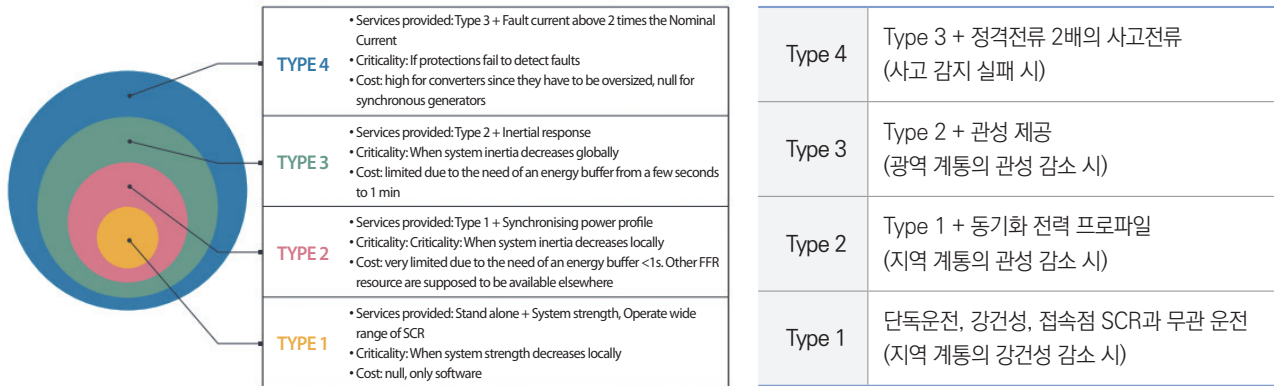 TYPE 4
• Services provided: Type 3 + Fault current above 2 times the Nominal
Current
• Criticality: If protections fail to detect faults
• Cost: high for converters since they have to be oversized, null for
synchronous generators
TYPE 3
• Services provided: Type 2 + Inertial response
• Criticality: When system inertia decreases globally
• Cost: limited due to the need of an energy buffer from a few seconds
to 1 min
TYPE 2
• Services provided: Type 1 + Synchronising power profile
• Criticality: Criticality: When system inertia decreases locally
• Cost: very limited due to the need of an energy buffer <1s. Other FFR
resource are supposed to be available elsewhere
TYPE 1
• Services provided: Stand alone + System strength, Operate wide
range of SCR
• Criticality: When system strength decreases locally
• Cost: null, only software
Type 4
Type 3 + 정격전류 2배의 사고전류
(사고 감지 실패 시)
Type 3
Type 2 + 관성 제공
(광역 계통의 관성 감소 시)
Type 2
Type 1 + 동기화 전력 프로파일
(지역 계통의 관성 감소 시)
Type 1
단독운전, 강건성, 접속점 SCR과 무관 운전
(지역 계통의 강건성 감소 시)